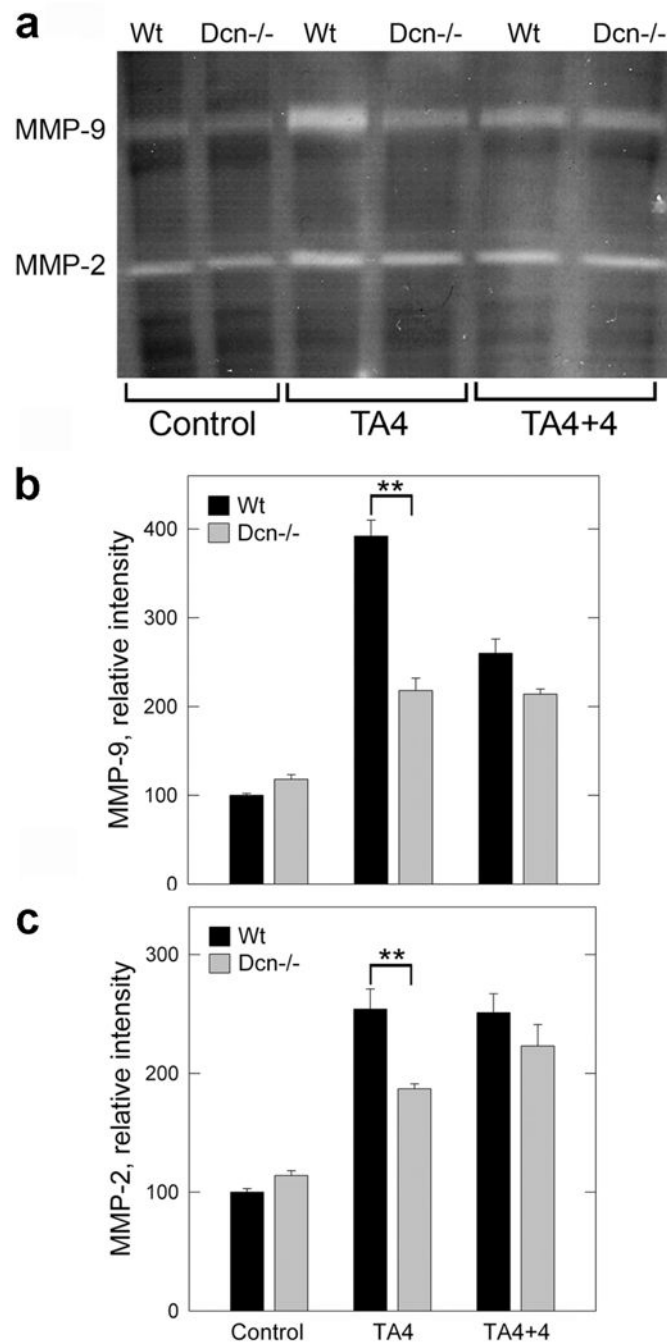 a
Wt Dcn-/- Wt Dcn-/- Wt Dcn-/-
MMP-9
MMP-2
Control TA4 TA4+4
b
MMP-9, relative intensity
400
300
200
100
0
Wt
Dcn-/-
**
c
MMP-2, relative intensity
300
200
100
0
Wt
Dcn-/-
**
Control TA4 TA4+4